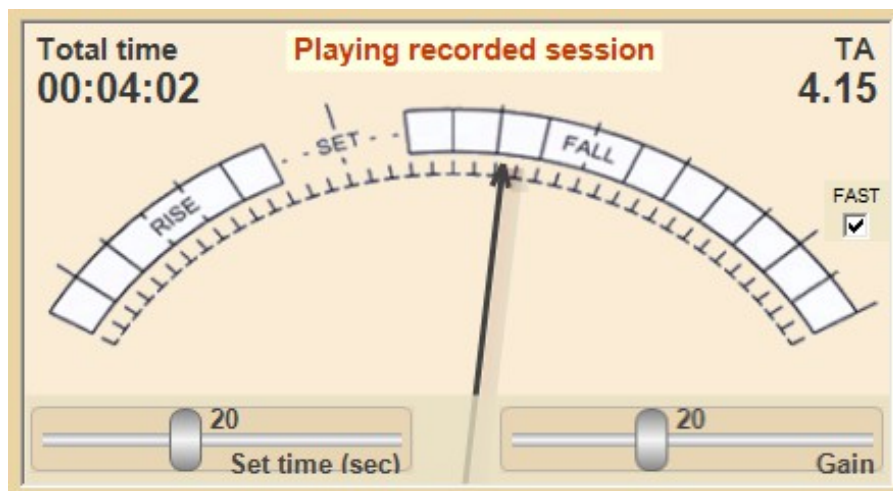 Total time
Playing recorded session
TA
00:04:02
4.15
SET
FALL
RISE
FAST
20
Set time (sec)
20
Gain